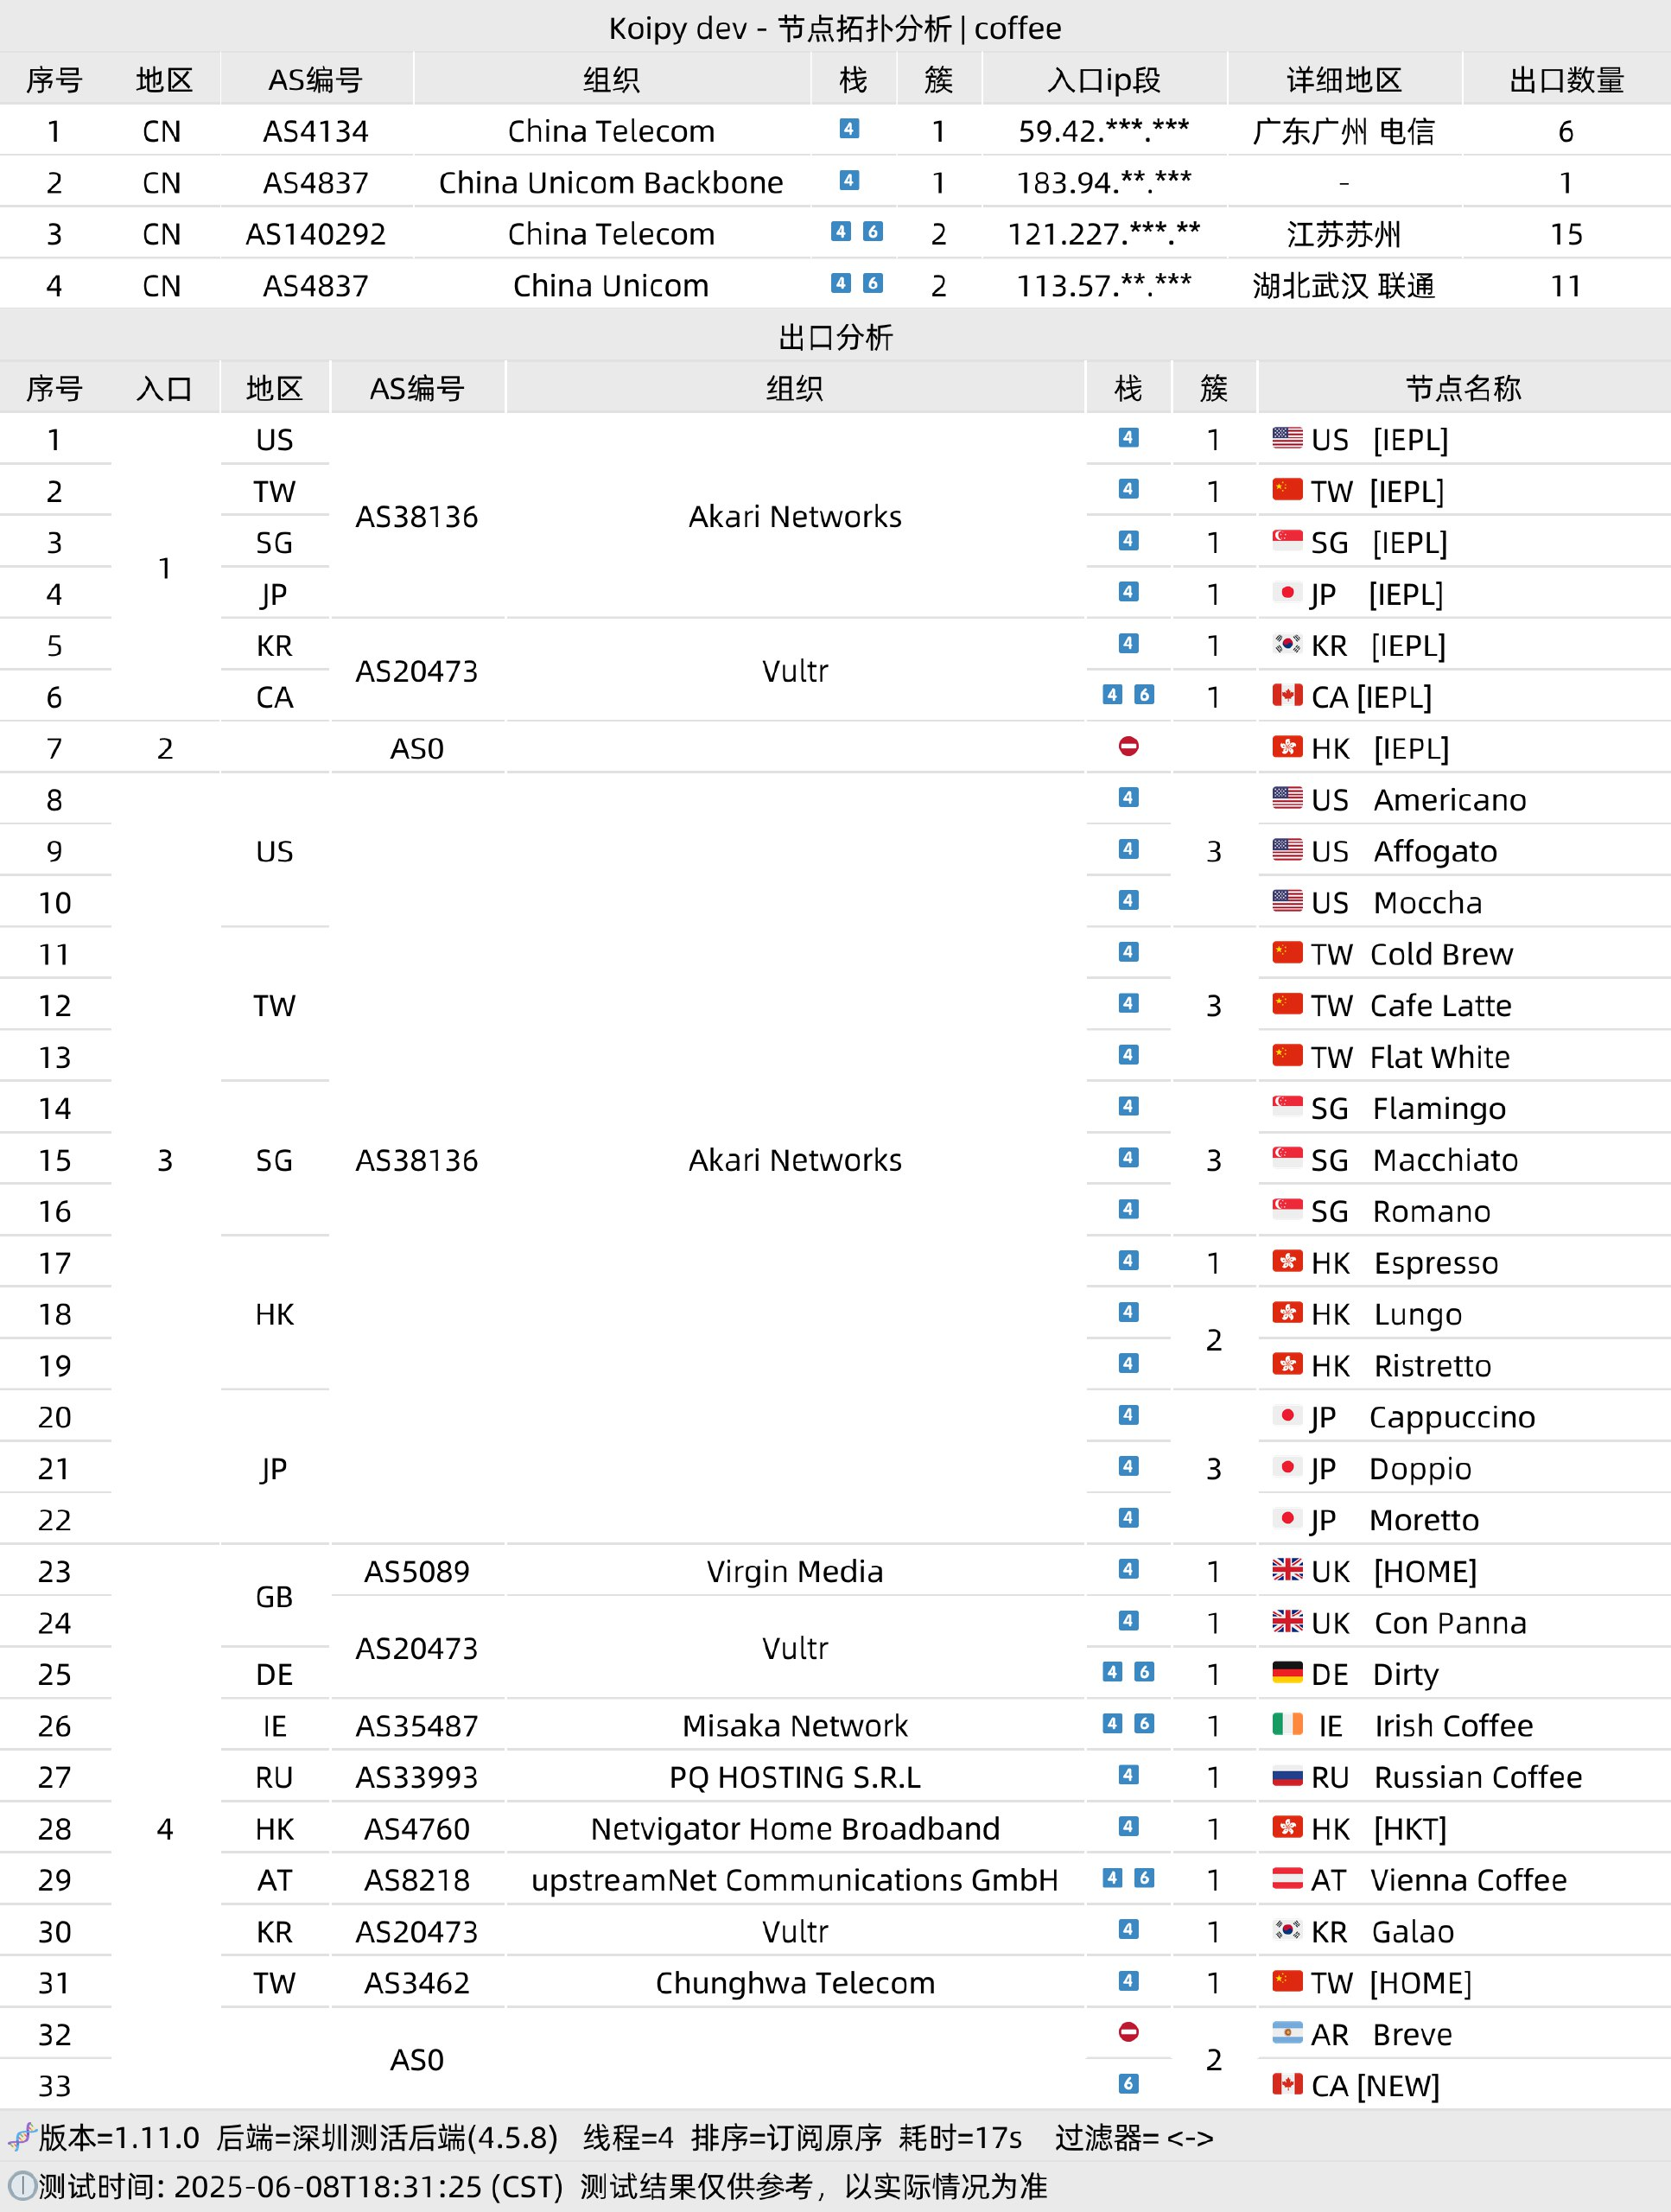 Koipy dev - 节点拓扑分析 | coffee
序号 地区 AS编号 组织 栈 簇 入口ip段 详细地区 出口数量
1 CN AS4134 China Telecom 4 1 59.42.***.*** 广东广州 电信 6
2 CN AS4837 China Unicom Backbone 4 1 183.94.**.*** - 1
3 CN AS140292 China Telecom 4 6 2 121.227.***.** 江苏苏州 15
4 CN AS4837 China Unicom 4 6 2 113.57.**.*** 湖北武汉 联通 11
出口分析
序号 入口 地区 AS编号 组织 栈 簇 节点名称
1 1 US AS38136 Akari Networks 4 1 US [IEPL]
2 TW 4 1 TW [IEPL]
3 SG 4 1 SG [IEPL]
4 JP 4 1 JP [IEPL]
5 KR AS20473 Vultr 4 1 KR [IEPL]
6 CA 4 6 1 CA [IEPL]
7 2 AS0 HK [IEPL]
8 3 US AS38136 Akari Networks 4 3 US Americano
9 4 US Affogato
10 4 US Moccha
11 TW 4 3 TW Cold Brew
12 4 TW Cafe Latte
13 4 TW Flat White
14 SG 4 3 SG Flamingo
15 4 SG Macchiato
16 4 SG Romano
17 HK 4 1 HK Espresso
18 4 2 HK Lungo
19 4 HK Ristretto
20 JP 4 3 JP Cappuccino
21 4 JP Doppio
22 4 JP Moretto
23 4 GB AS5089 Virgin Media 4 1 UK [HOME]
24 AS20473 Vultr 4 1 UK Con Panna
25 DE 4 6 1 DE Dirty
26 IE AS35487 Misaka Network 4 6 1 IE Irish Coffee
27 RU AS33993 PQ HOSTING S.R.L 4 1 RU Russian Coffee
28 HK AS4760 Netvigator Home Broadband 4 1 HK [HKT]
29 AT AS8218 upstreamNet Communications GmbH 4 6 1 AT Vienna Coffee
30 KR AS20473 Vultr 4 1 KR Galao
31 TW AS3462 Chunghwa Telecom 4 1 TW [HOME]
32 AS0 2 AR Breve
33 6 CA [NEW]
版本=1.11.0 后端=深圳测活后端(4.5.8) 线程=4 排序=订阅原序 耗时=17s 过滤器= <->
测试时间: 2025-06-08T18:31:25 (CST) 测试结果仅供参考，以实际情况为准